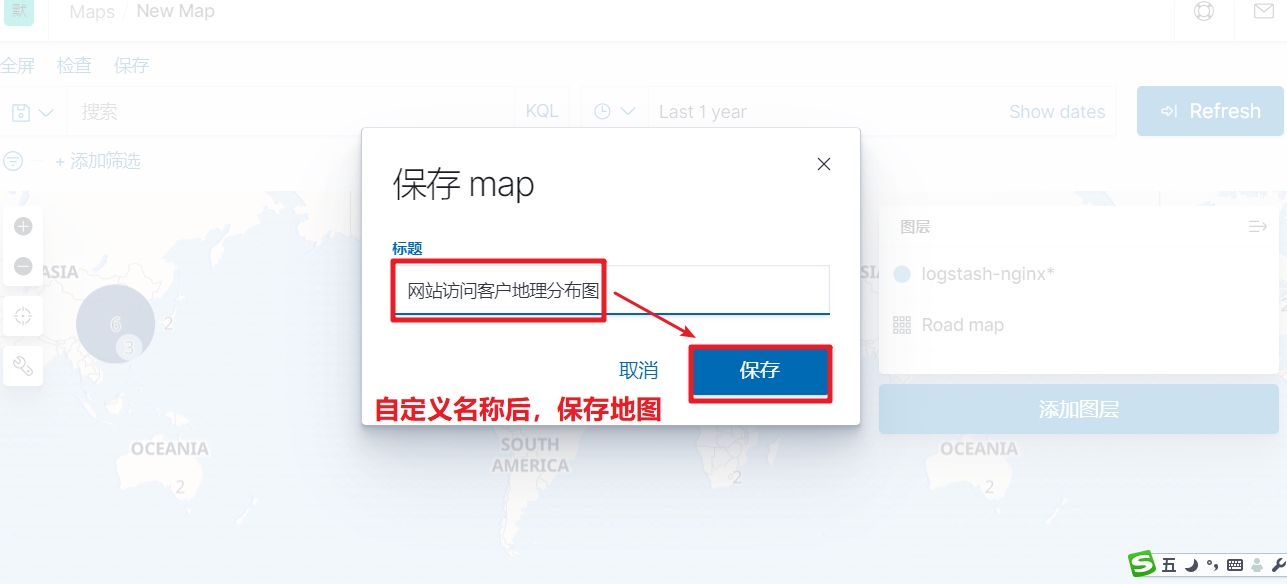 默
Maps / New Map
全屏 检查 保存
搜索 KQL Last 1 year Show dates Refresh
+ 添加筛选
保存 map
标题
网站访问客户地理分布图
取消 保存
自定义名称后，保存地图
图层
logstash-nginx*
Road map
添加图层
ASIA
6
3
2
OCEANIA
2
SOUTH
AMERICA
2
OCEANIA
2
S 五